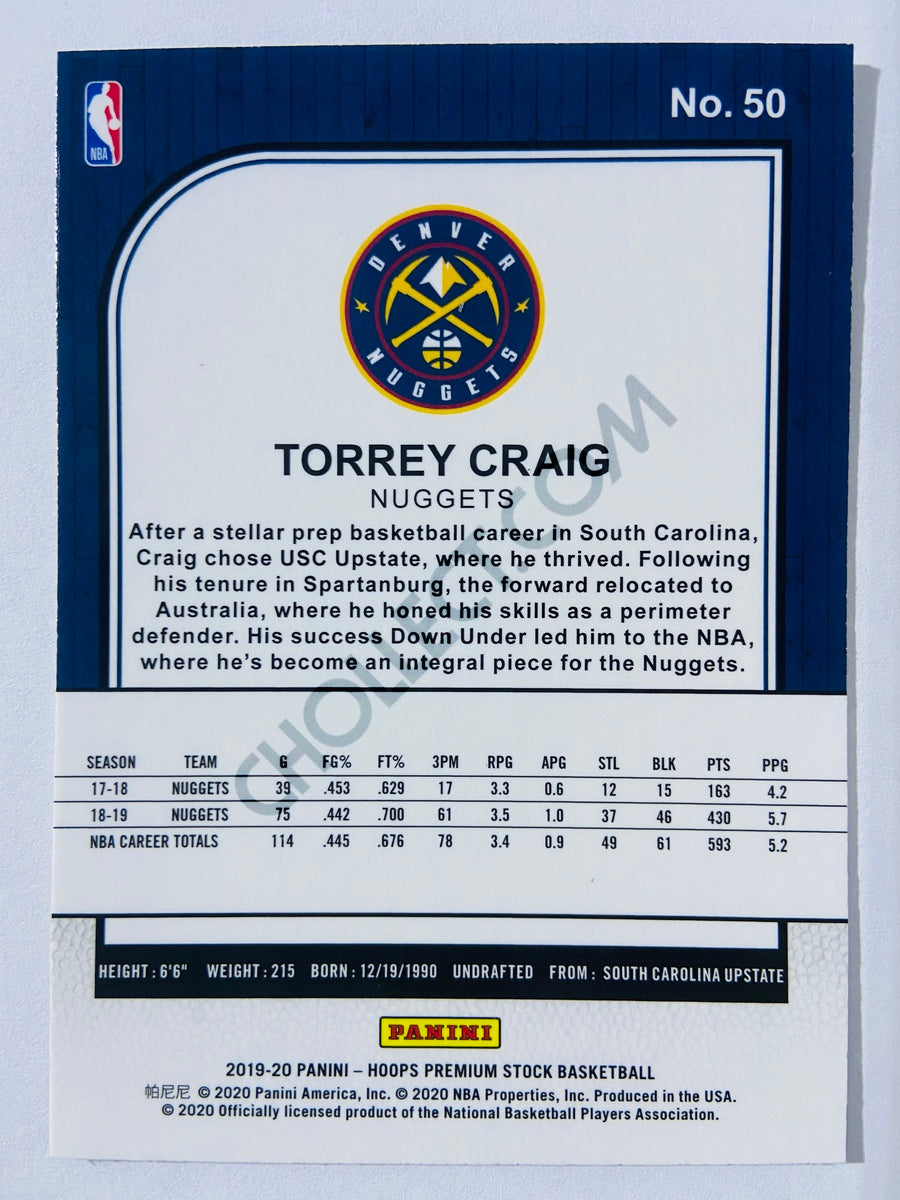 No. 50
NBA
DENVER
NUGGETS
TORREY CRAIG
NUGGETS
After a stellar prep basketball career in South Carolina,
Craig chose USC Upstate, where he thrived. Following
his tenure in Spartanburg, the forward relocated to
Australia, where he honed his skills as a perimeter
defender. His success Down Under led him to the NBA,
where he's become an integral piece for the Nuggets.
CHOLLECT.COM
SEASON TEAM G FG% FT% 3PM RPG APG STL BLK PTS PPG
17-18 NUGGETS 39 .453 .629 17 3.3 0.6 12 15 163 4.2
18-19 NUGGETS 75 .442 .700 61 3.5 1.0 37 46 430 5.7
NBA CAREER TOTALS 114 .445 .676 78 3.4 0.9 49 61 593 5.2
HEIGHT: 6'6" WEIGHT: 215 BORN: 12/19/1990 UNDRAFTED FROM: SOUTH CAROLINA UPSTATE
PANINI
2019-20 PANINI – HOOPS PREMIUM STOCK BASKETBALL
帕尼尼 © 2020 Panini America, Inc. © 2020 NBA Properties, Inc. Produced in the USA.
© 2020 Officially licensed product of the National Basketball Players Association.